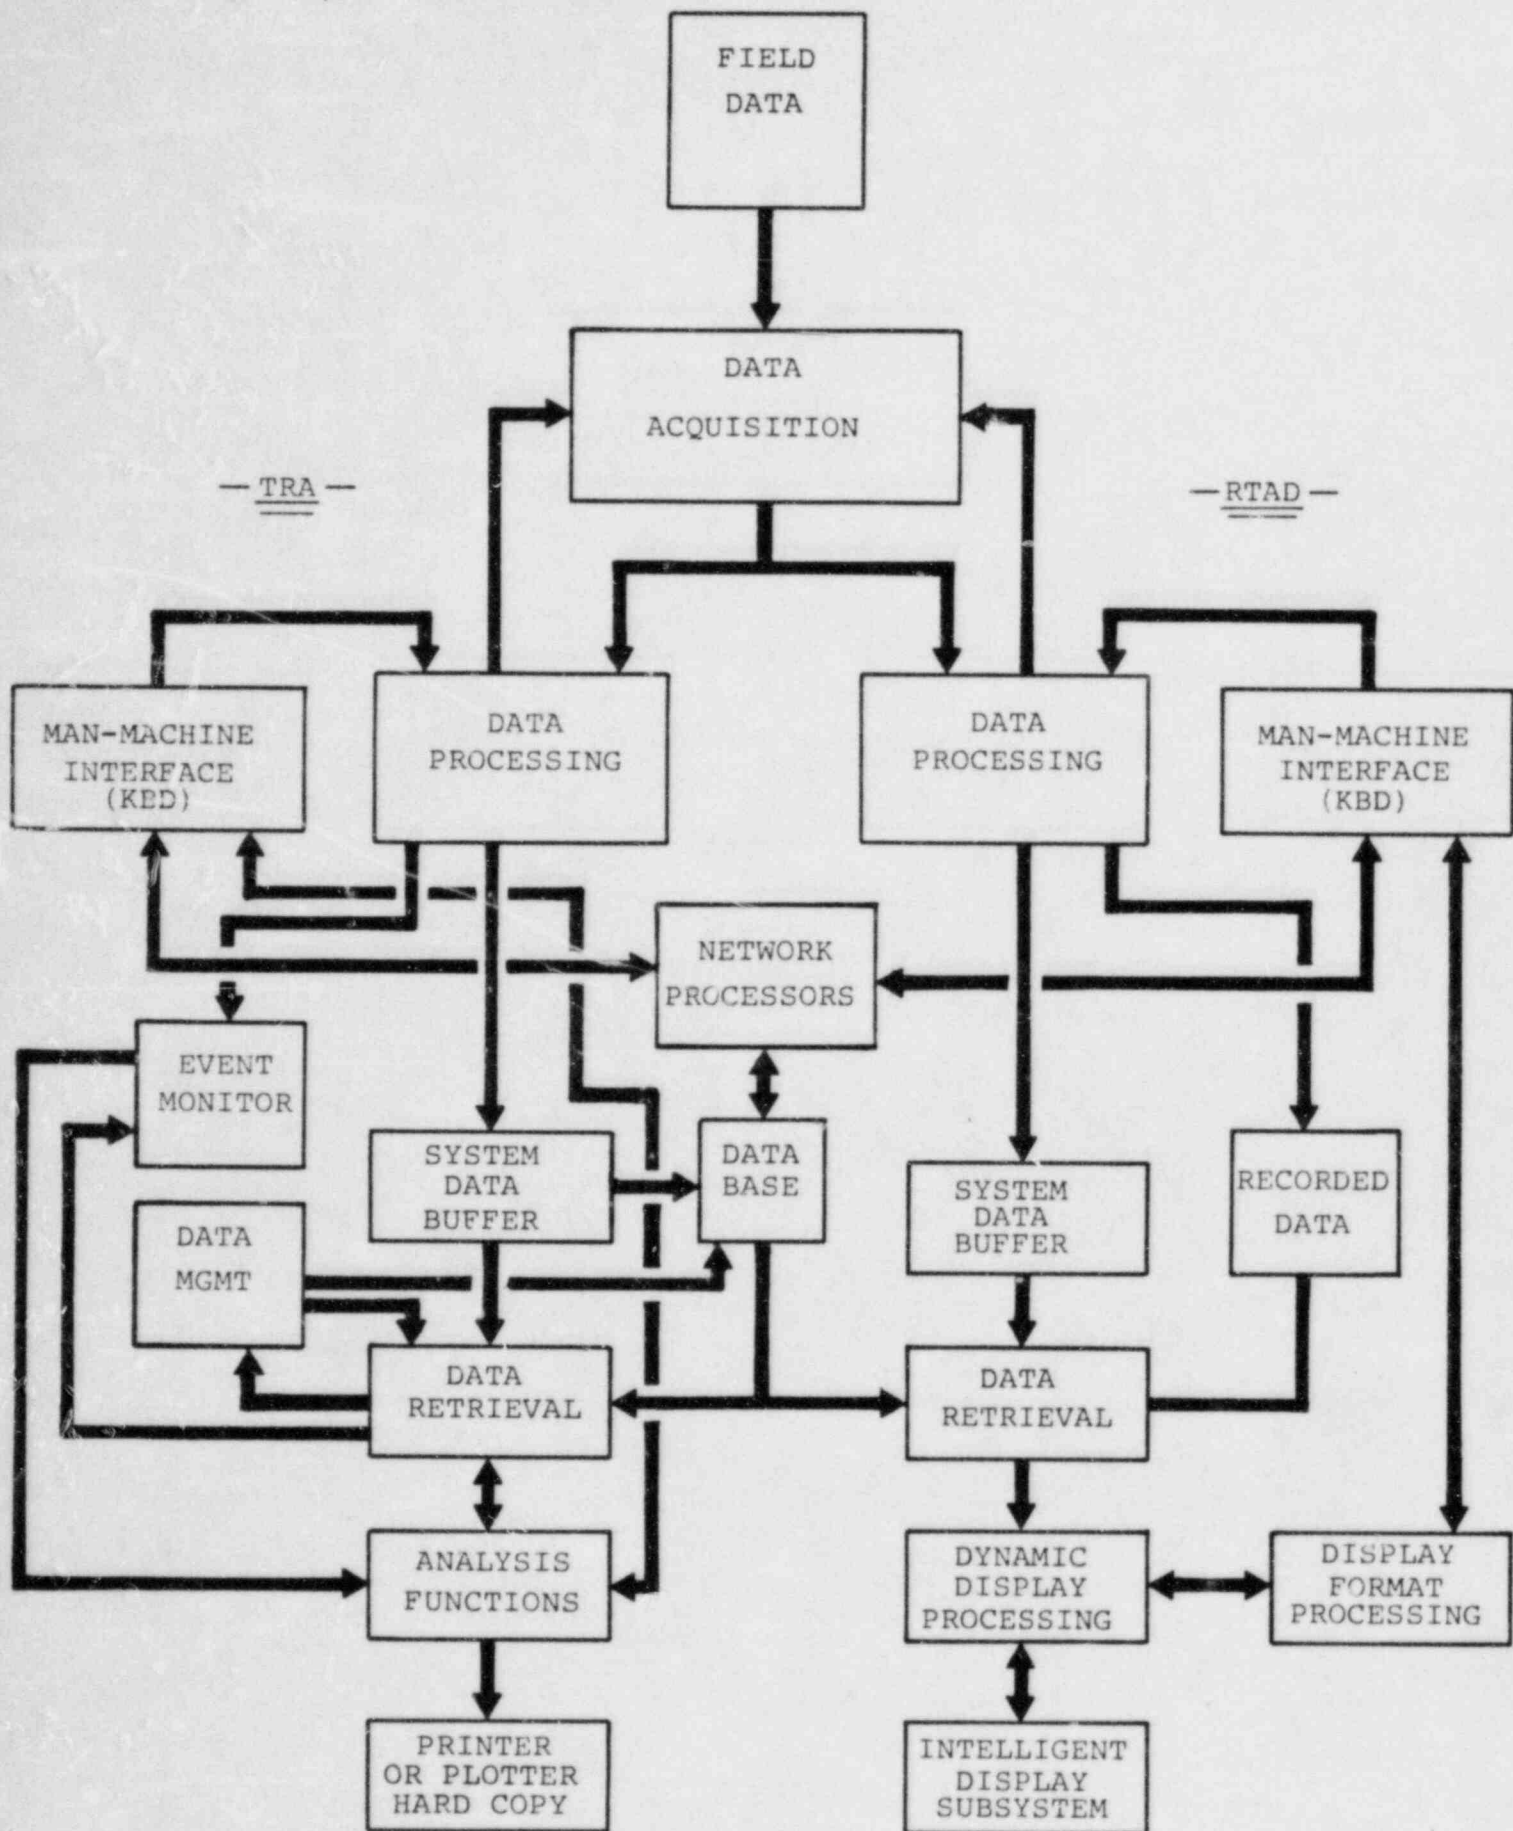 FIELD
DATA
DATA
ACQUISITION
— TRA —
— RTAD —
MAN-MACHINE
INTERFACE
(KBD)
DATA
PROCESSING
DATA
PROCESSING
MAN-MACHINE
INTERFACE
(KBD)
NETWORK
PROCESSORS
EVENT
MONITOR
SYSTEM
DATA
BUFFER
DATA
BASE
SYSTEM
DATA
BUFFER
RECORDED
DATA
DATA
MGMT
DATA
RETRIEVAL
DATA
RETRIEVAL
ANALYSIS
FUNCTIONS
DYNAMIC
DISPLAY
PROCESSING
DISPLAY
FORMAT
PROCESSING
PRINTER
OR PLOTTER
HARD COPY
INTELLIGENT
DISPLAY
SUBSYSTEM